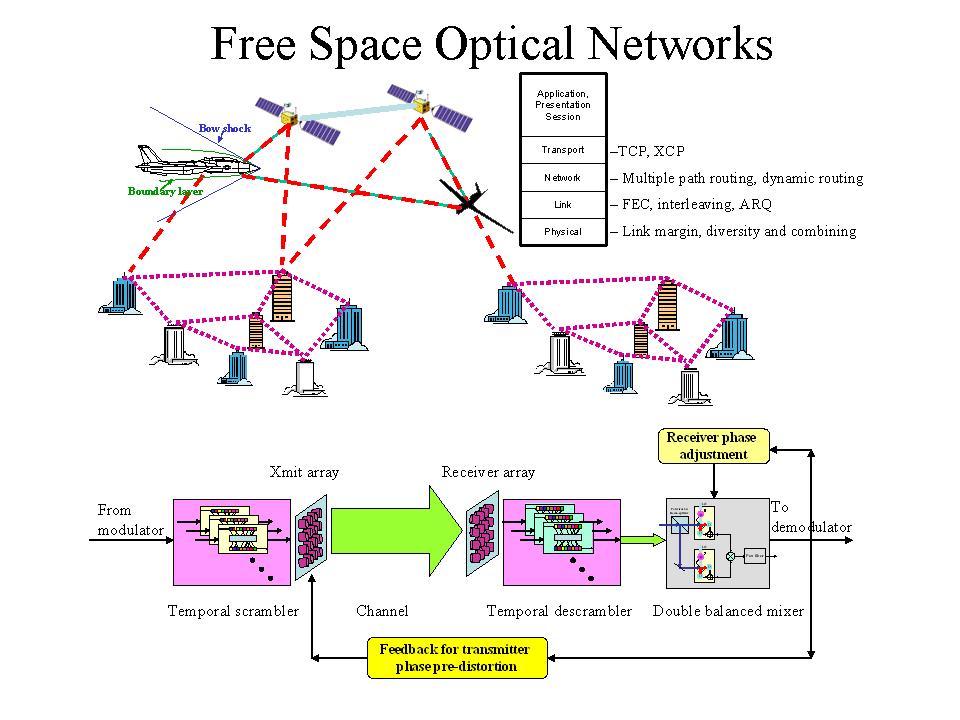 Free Space Optical Networks
Bow shock
Boundary layer
Application,
Presentation
Session
Transport
–TCP, XCP
Network
– Multiple path routing, dynamic routing
Link
– FEC, interleaving, ARQ
Physical
– Link margin, diversity and combining
Receiver phase
adjustment
Xmit array
Receiver array
From
modulator
To
demodulator
Temporal scrambler
Channel
Temporal descrambler
Double balanced mixer
Feedback for transmitter
phase pre-distortion